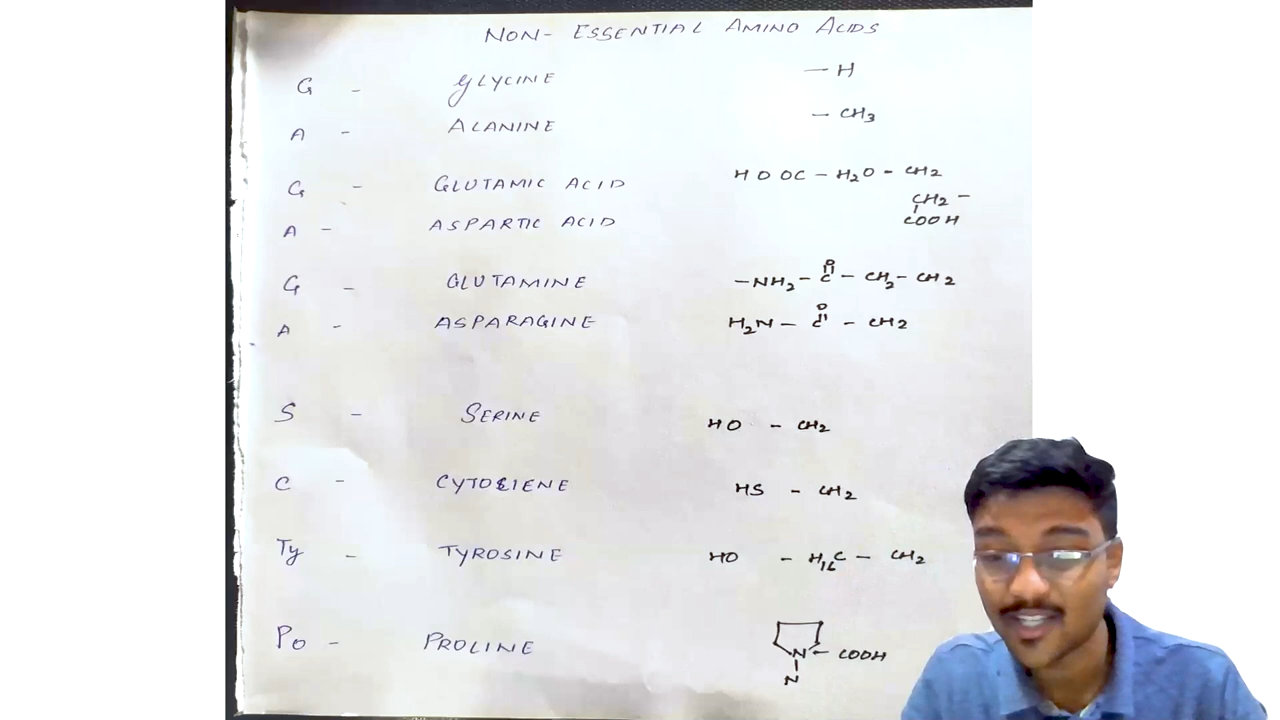 NON- ESSENTIAL AMINO ACIDS
G - GLYCINE — H
A - ALANINE — CH3
G - GLUTAMIC ACID HOOC — H2O - CH2
CH2 —
A - ASPARTIC ACID COOH
O
G - GLUTAMINE — NH2 - C - CH2 - CH2
O
A - ASPARAGINE H2N — C - CH2
S - SERINE HO - CH2
C - CYTOSIENE HS - CH2
Ty - TYROSINE HO - CH2
Po - PROLINE N - COOH
N